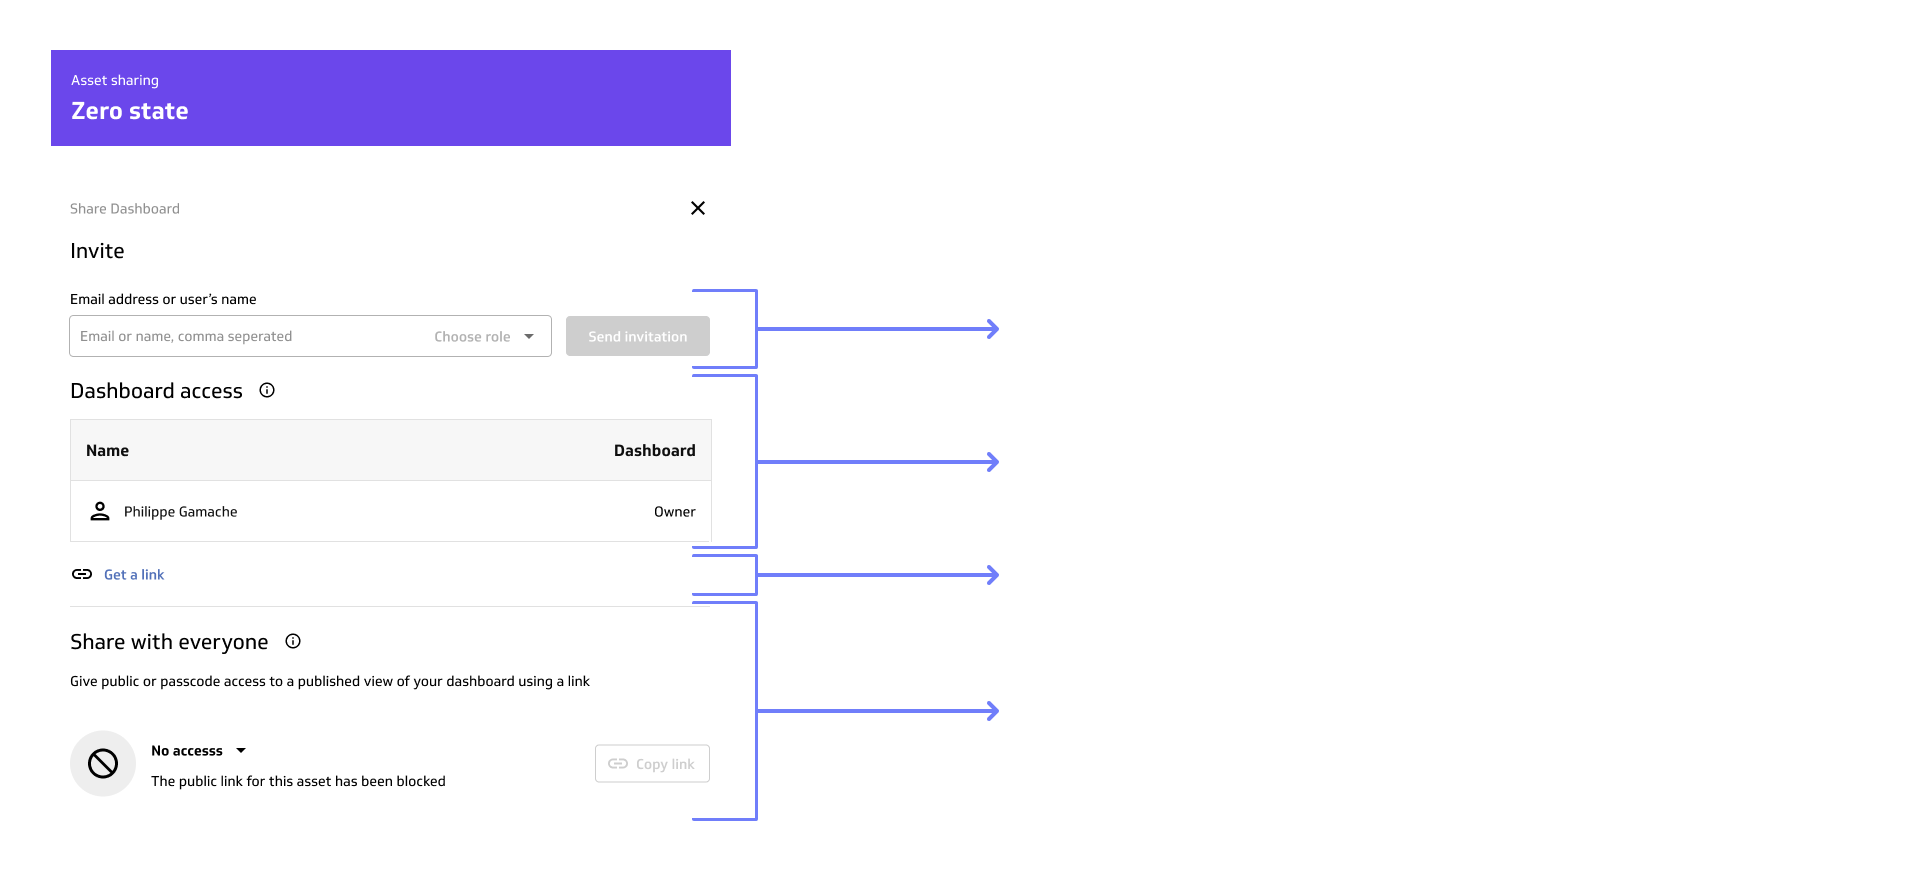 Asset sharing
Zero state
Share Dashboard
Invite
Email address or user's name
Email or name, comma seperated Choose role Send invitation
Dashboard access
Name Dashboard
Philippe Gamache Owner
Get a link
Share with everyone
Give public or passcode access to a published view of your dashboard using a link
No accesss
Copy link
The public link for this asset has been blocked